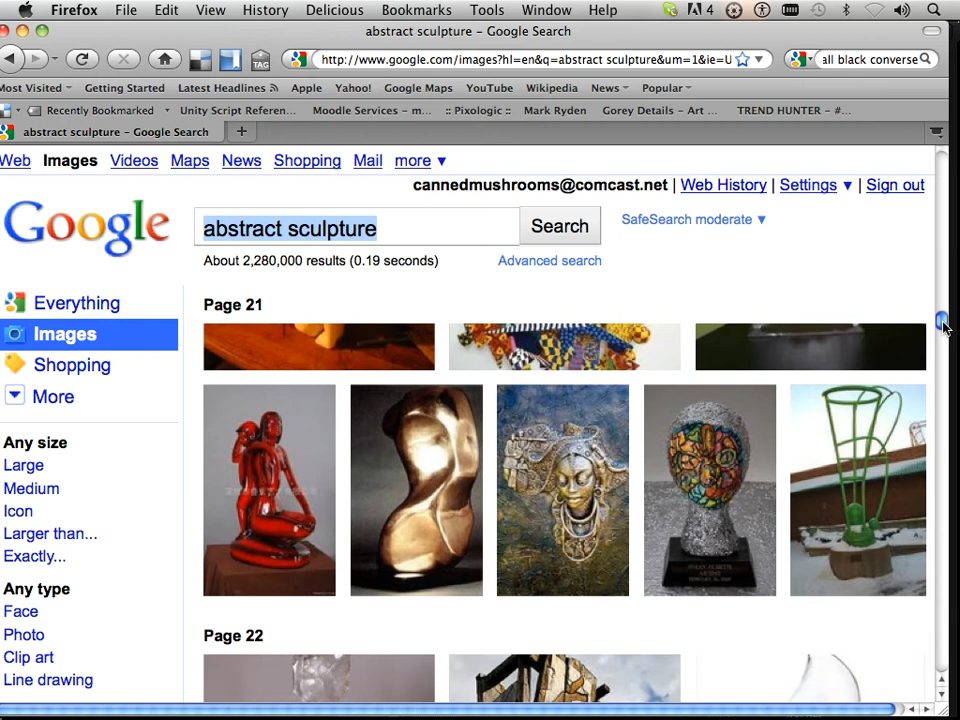 Firefox File Edit View History Delicious Bookmarks Tools Window Help 4
abstract sculpture - Google Search
TAG http://www.google.com/images?hl=en&q=abstract sculpture&um=1&ie=U all black converse
Most Visited Getting Started Latest Headlines Apple Yahoo! Google Maps YouTube Wikipedia News Popular
Recently Bookmarked Unity Script Referen... Moodle Services - m... :: Pixologic :: Mark Ryden Gorey Details - Art ... TREND HUNTER - #...
abstract sculpture - Google Search +
Web Images Videos Maps News Shopping Mail more ▼
cannedmushrooms@comcast.net | Web History | Settings ▼ | Sign out
Google
abstract sculpture Search SafeSearch moderate ▼
About 2,280,000 results (0.19 seconds) Advanced search
Everything
Images
Shopping
More
Any size
Large
Medium
Icon
Larger than...
Exactly...
Any type
Face
Photo
Clip art
Line drawing
Page 21
Page 22